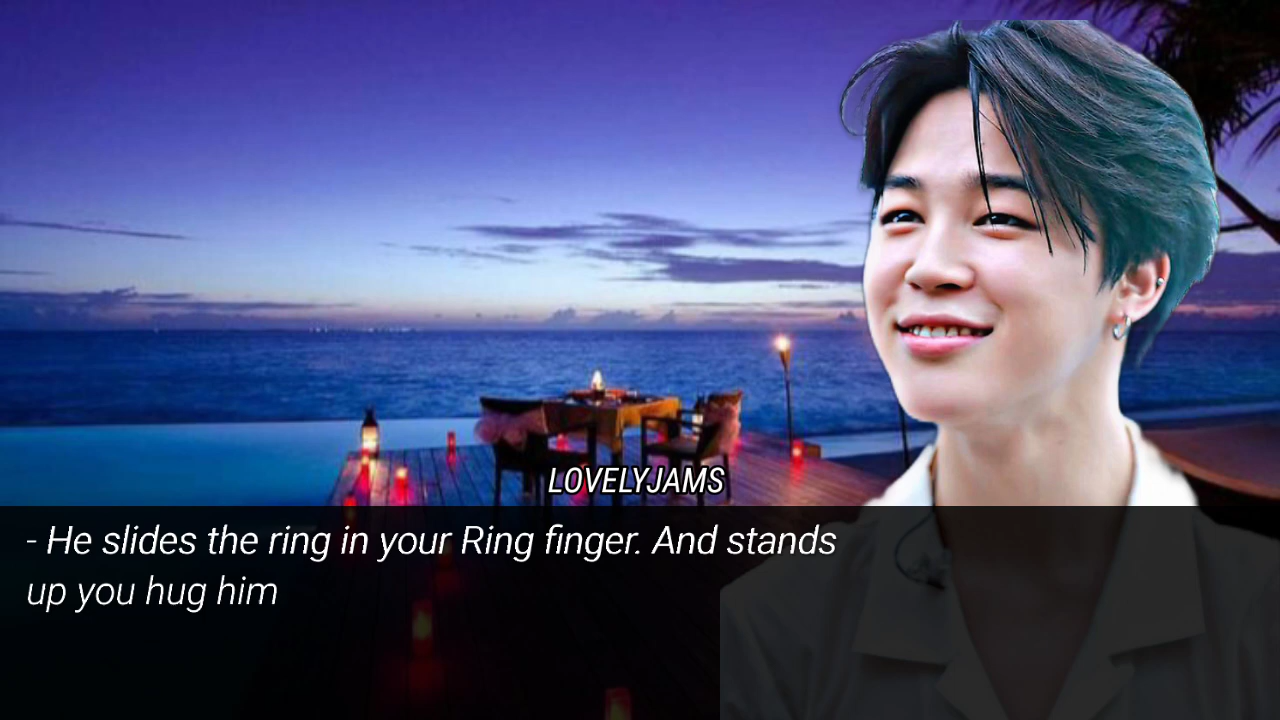 LOVELYJAMS
- He slides the ring in your Ring finger. And stands
up you hug him